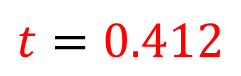 t = 0.412